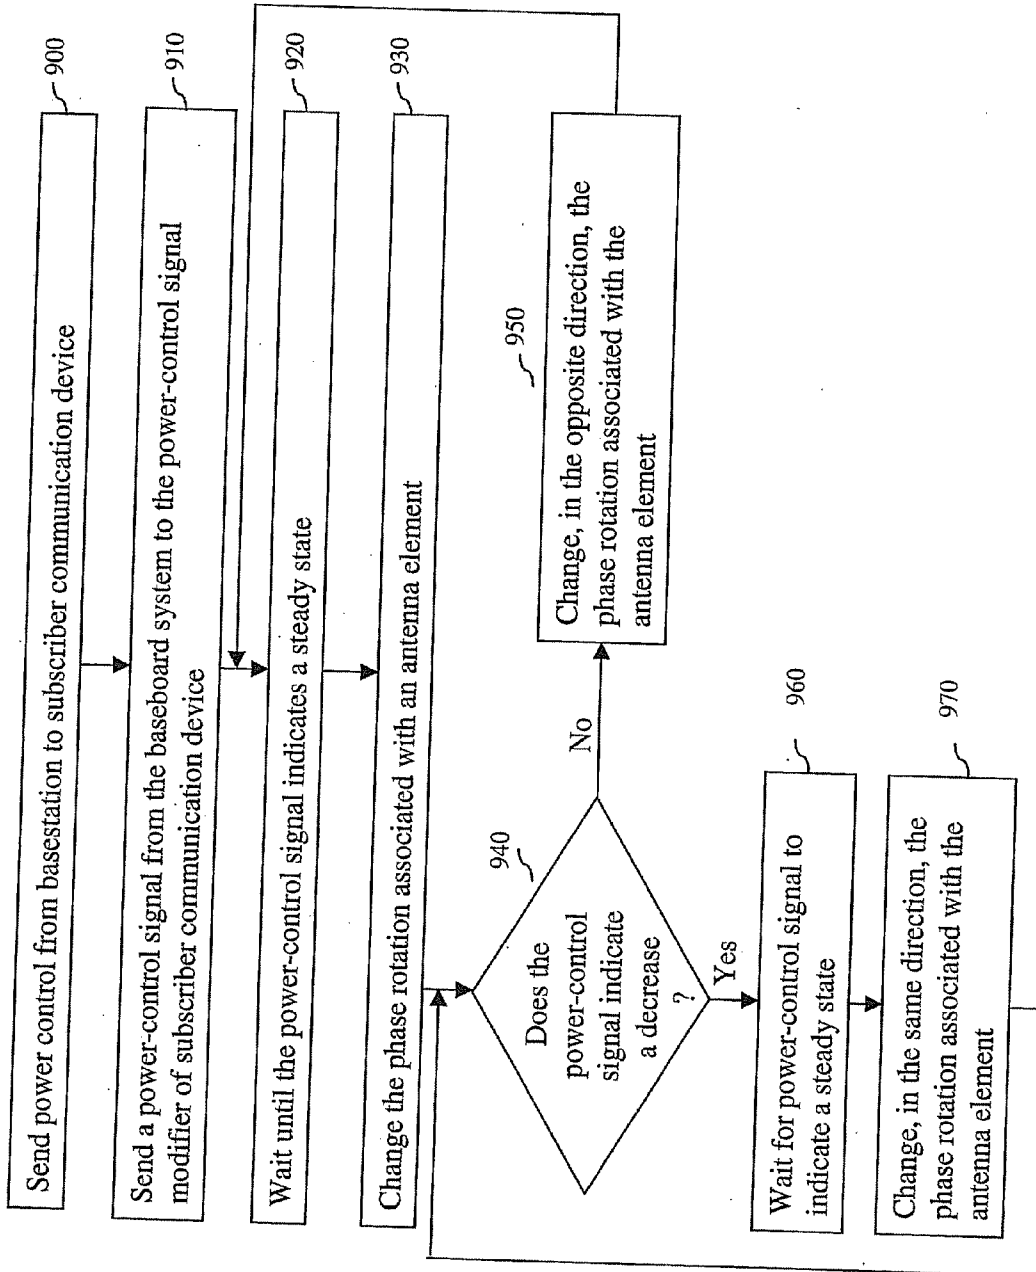 Send power control from basestation to subscriber communication device
900
Send a power-control signal from the baseboard system to the power-control signal
modifier of subscriber communication device
910
Wait until the power-control signal indicates a steady state
920
Change the phase rotation associated with an antenna element
930
940
Does the
power-control
signal indicate
a decrease
?
No
950
Change, in the opposite direction, the
phase rotation associated with the
antenna element
Yes
Wait for power-control signal to
indicate a steady state
960
Change, in the same direction, the
phase rotation associated with the
antenna element
970